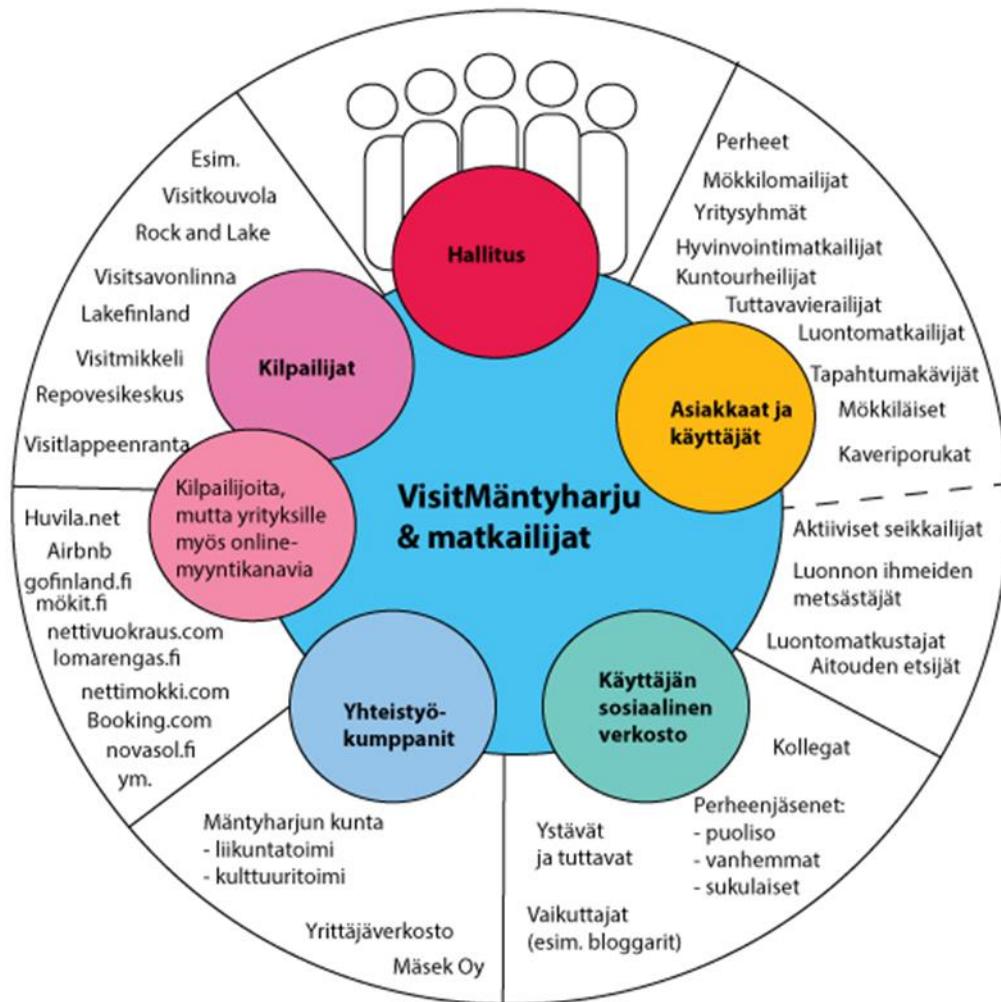 Hallitus
Perheet
Mökkilomailijat
Yritysyhmät
Hyvinvointimatkailijat
Kuntourheilijat
Tuttavavierailijat
Luontomatkailijat
Tapahtumakävijät
Mökkiläiset
Kaveriporukat
Asiakkaat ja
käyttäjät
Aktiiviset seikkailijat
Luonnon ihmeiden
metsästäjät
Luontomatkustajat
Aitouden etsijät
Käyttäjän
sosiaalinen
verkosto
Kollegat
Perheenjäsenet:
- puoliso
- vanhemmat
- sukulaiset
Ystävät
ja tuttavat
Vaikuttajat
(esim. bloggarit)
Yhteistyö-
kumppanit
Mäntyharjun kunta
- liikuntatoimi
- kulttuuritoimi
Yrittäjäverkosto
Mäsek Oy
Kilpailijoita,
mutta yrityksille
myös online-
myyntikanavia
Huvila.net
Airbnb
gofinland.fi
mökit.fi
nettivuokraus.com
lomarengas.fi
nettimokki.com
Booking.com
novasol.fi
ym.
Kilpailijat
Esim.
Visitkouvola
Rock and Lake
Visitsavonlinna
Lakefinland
Visitmikkeli
Repovesikeskus
Visitlappeenranta
VisitMäntyharju
& matkailijat